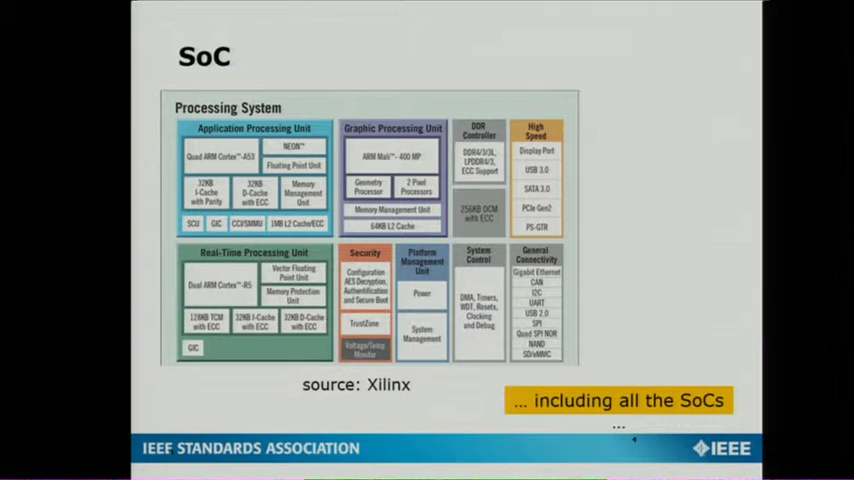 SoC
Processing System
Application Processing Unit
Quad ARM Cortex™-A53
NEON™
Floating Point Unit
32KB
I-Cache
with Parity
32KB
D-Cache
with ECC
Memory
Management
Unit
SCU
GIC
CCI/SMMU
1MB L2 Cache/ECC
Graphic Processing Unit
ARM Mali™-400 MP
Geometry
Processor
2 Pixel
Processors
Memory Management Unit
64KB L2 Cache
DDR
Controller
DDR4/3/3L,
LPDDR4/3,
ECC Support
256KB OCM
with ECC
High
Speed
Display Port
USB 3.0
SATA 3.0
PCIe Gen2
PS-GTR
Real-Time Processing Unit
Dual ARM Cortex™-R5
Vector Floating
Point Unit
Memory Protection
Unit
128KB TCM
with ECC
32KB I-Cache
with ECC
32KB D-Cache
with ECC
GIC
Security
Configuration
AES Decryption,
Authentication
and Secure Boot
TrustZone
Voltage/Temp
Monitor
Platform
Management
Unit
Power
System
Management
System
Control
DMA, Timers,
WDT, Resets,
Clocking
and Debug
General
Connectivity
Gigabit Ethernet
CAN
I2C
UART
USB 2.0
SPI
Quad SPI NOR
NAND
SD/eMMC
source: Xilinx
... including all the SoCs
...
4
IEEE STANDARDS ASSOCIATION
IEEE